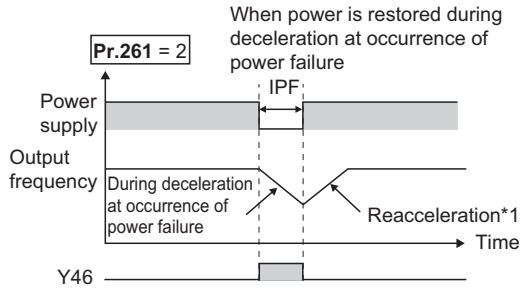 When power is restored during
deceleration at occurrence of
power failure
Pr.261 = 2
IPF
Power
supply
Output
frequency
During deceleration
at occurrence of
power failure
Reacceleration*1
Time
Y46